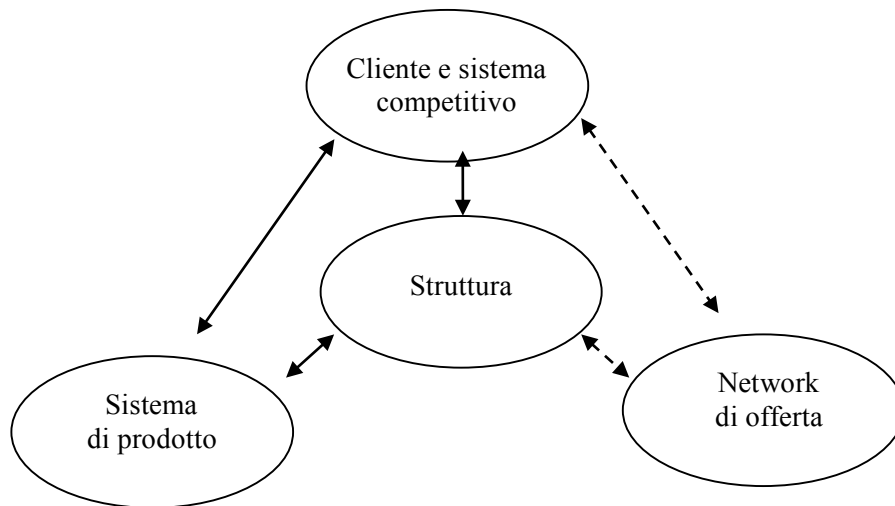 Cliente e sistema
competitivo
Struttura
Sistema
di prodotto
Network
di offerta